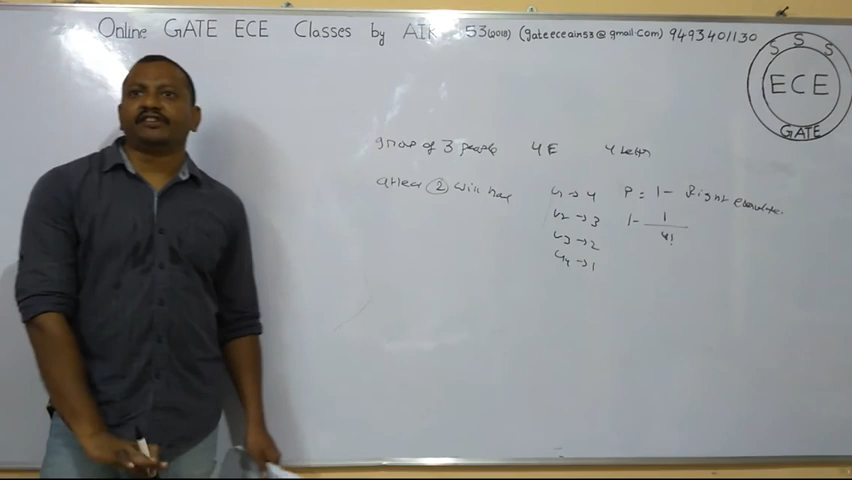 Online GATE ECE Classes by AIR 53(2018) (gateeceair53@gmail.com) 9493401130
SSS
ECE
GATE
group of 3 people 4E 4 Letters
atleast 2 will have
L1 → 4 P = 1 - Right envelope
L2 → 3 1 - 1/4!
L3 → 2
L4 → 1